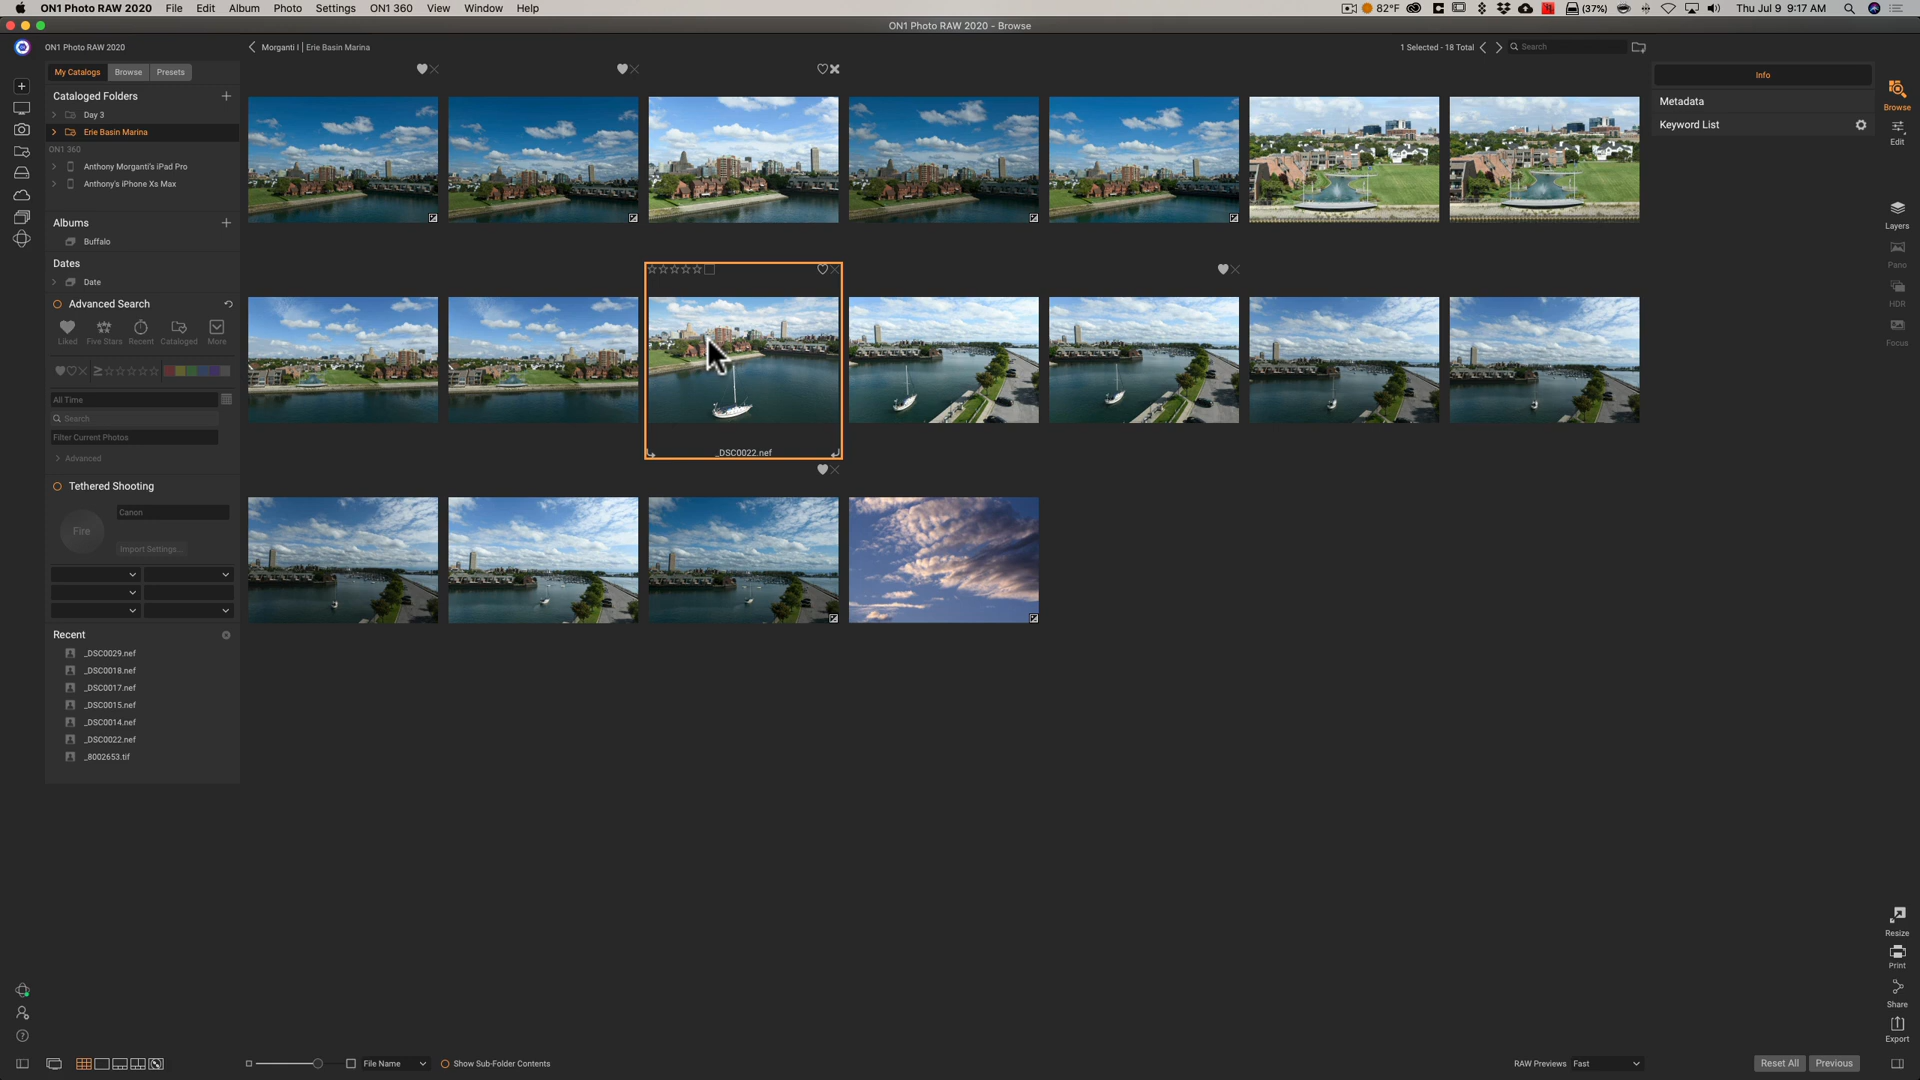 ON1 Photo RAW 2020 File Edit Album Photo Settings ON1 360 View Window Help (37%) 82°F Thu Jul 9 9:17 AM
ON1 Photo RAW 2020 - Browse
ON1 Photo RAW 2020
Morganti I | Erie Basin Marina
1 Selected - 18 Total
Search
My Catalogs Browse Presets
Info
Cataloged Folders
Metadata
Day 3
Keyword List
Erie Basin Marina
ON1 360
Anthony Morganti's iPad Pro
Anthony's iPhone Xs Max
Albums
Buffalo
Dates
Date
Advanced Search
Liked Five Stars Recent Cataloged More
All Time
Search
Filter Current Photos
Advanced
_DSC0022.nef
Tethered Shooting
Canon
Fire
Import Settings...
Recent
_DSC0029.nef
_DSC0018.nef
_DSC0017.nef
_DSC0015.nef
_DSC0014.nef
_DSC0022.nef
_8002653.tif
Browse
Edit
Layers
Pano
HDR
Focus
Resize
Print
Share
Export
File Name
Show Sub-Folder Contents
RAW Previews Fast
Reset All Previous